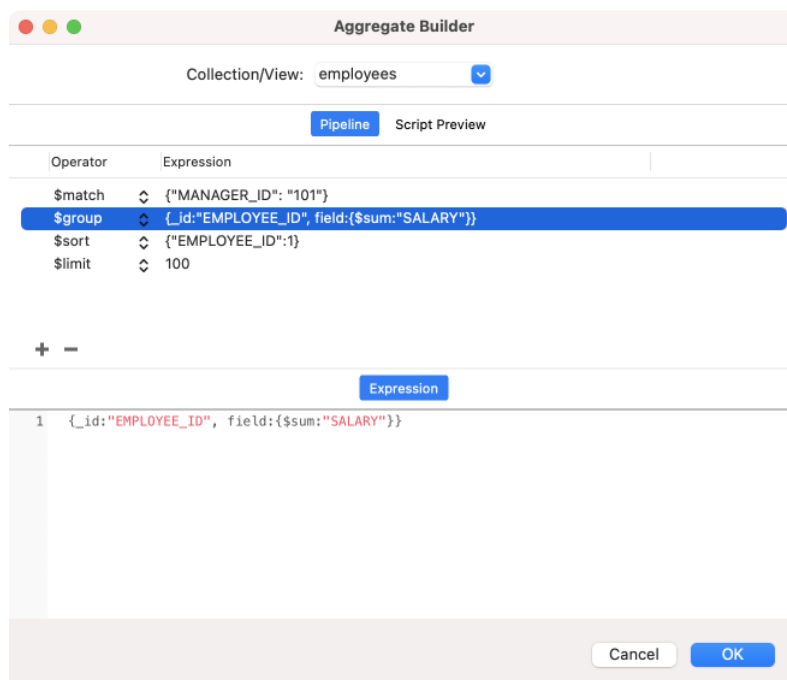 Aggregate Builder
Collection/View: employees
Pipeline Script Preview
Operator Expression
$match {"MANAGER_ID": "101"}
$group {_id:"EMPLOYEE_ID", field:{$sum:"SALARY"}}
$sort {"EMPLOYEE_ID":1}
$limit 100
+ −
Expression
1 {_id:"EMPLOYEE_ID", field:{$sum:"SALARY"}}
Cancel OK